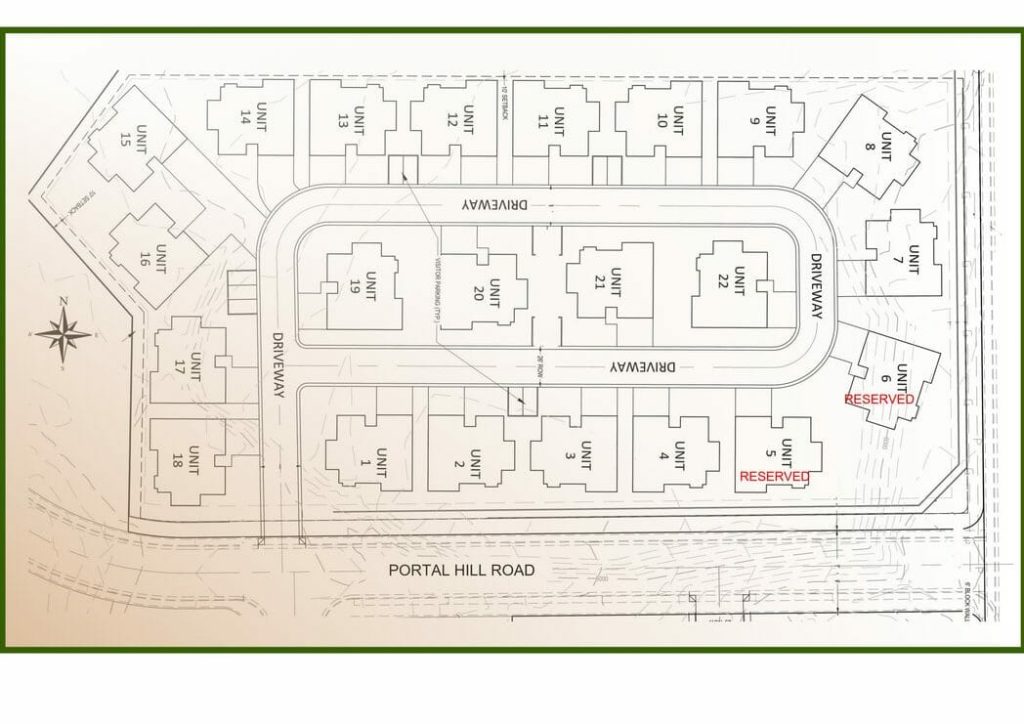 UNIT
14
UNIT
13
UNIT
12
10' SETBACK
UNIT
11
UNIT
10
UNIT
9
UNIT
8
UNIT
15
10' SETBACK
UNIT
16
DRIVEWAY
UNIT
7
DRIVEWAY
UNIT
19
VISITOR PARKING (TYP.)
UNIT
20
UNIT
21
UNIT
22
N
UNIT
17
DRIVEWAY
26' ROW
DRIVEWAY
UNIT
6
RESERVED
UNIT
18
UNIT
1
UNIT
2
UNIT
3
UNIT
4
UNIT
5
RESERVED
PORTAL HILL ROAD
6' BLOCK WALL